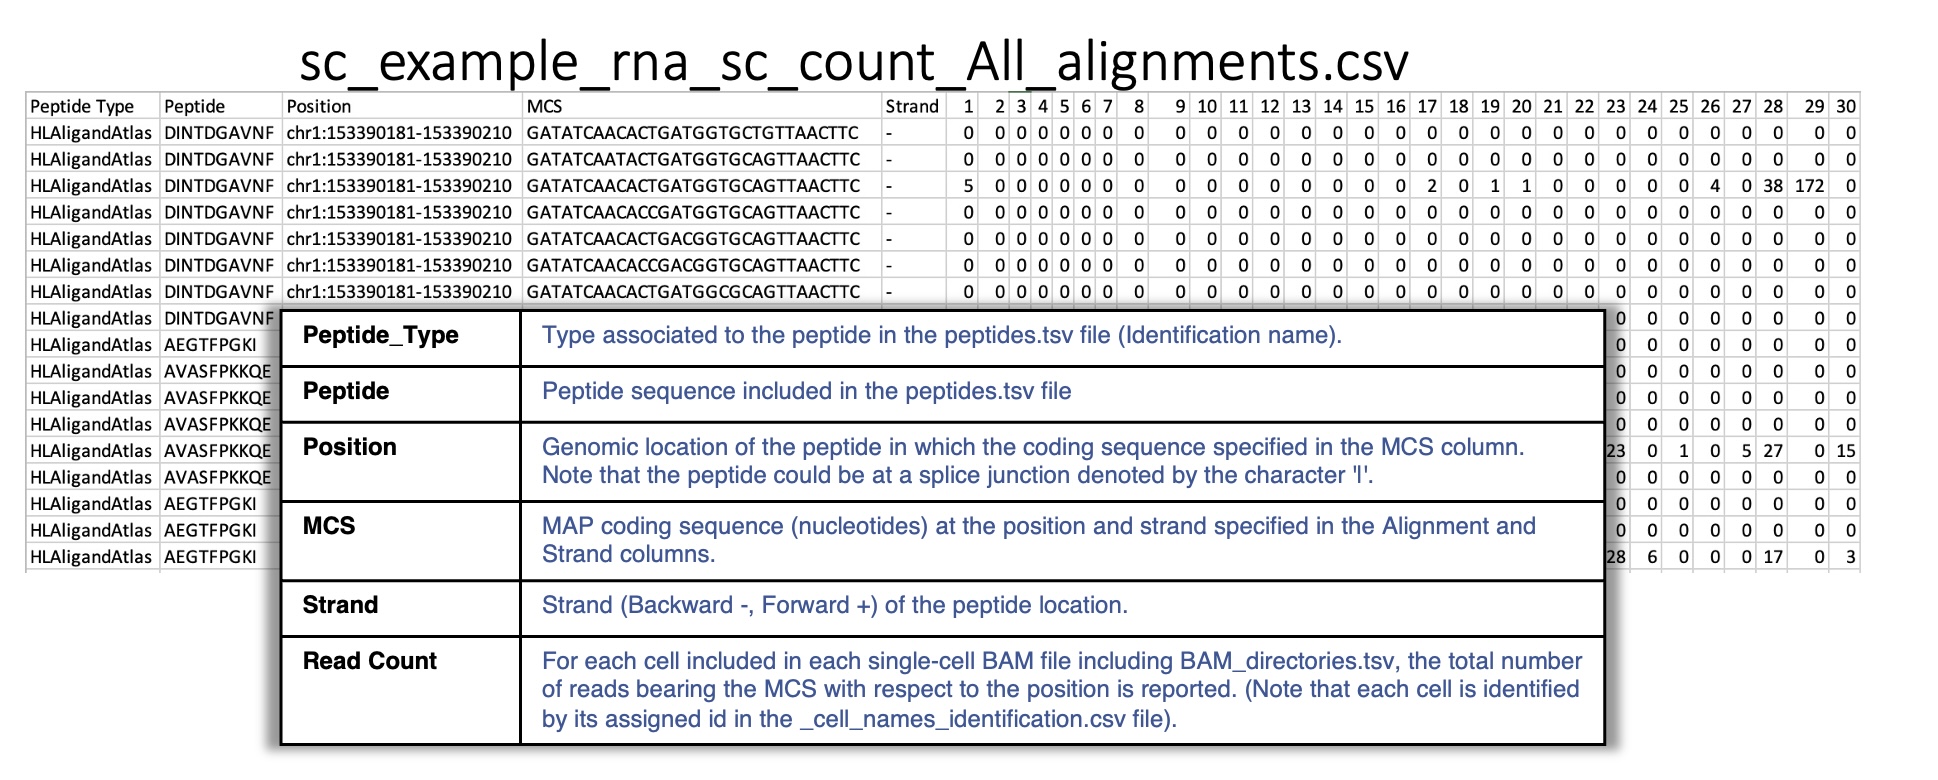 sc_example_rna_sc_count_All_alignments.csv
Peptide Type Peptide Position MCS Strand 1 2 3 4 5 6 7 8 9 10 11 12 13 14 15 16 17 18 19 20 21 22 23 24 25 26 27 28 29 30
HLAligandAtlas DINTDGAVNF chr1:153390181-153390210 GATATCAACACTGATGGTGCTGTTAACTTC - 0 0 0 0 0 0 0 0 0 0 0 0 0 0 0 0 0 0 0 0 0 0 0 0 0 0 0 0 0 0
HLAligandAtlas DINTDGAVNF chr1:153390181-153390210 GATATCAATACTGATGGTGCAGTTAACTTC - 0 0 0 0 0 0 0 0 0 0 0 0 0 0 0 0 0 0 0 0 0 0 0 0 0 0 0 0 0 0
HLAligandAtlas DINTDGAVNF chr1:153390181-153390210 GATATCAACACTGATGGTGCAGTTAACTTC - 5 0 0 0 0 0 0 0 0 0 0 0 0 0 0 0 2 0 1 1 0 0 0 0 0 4 0 38 172 0
HLAligandAtlas DINTDGAVNF chr1:153390181-153390210 GATATCAACACCGATGGTGCAGTTAACTTC - 0 0 0 0 0 0 0 0 0 0 0 0 0 0 0 0 0 0 0 0 0 0 0 0 0 0 0 0 0 0
HLAligandAtlas DINTDGAVNF chr1:153390181-153390210 GATATCAACACTGACGGTGCAGTTAACTTC - 0 0 0 0 0 0 0 0 0 0 0 0 0 0 0 0 0 0 0 0 0 0 0 0 0 0 0 0 0 0
HLAligandAtlas DINTDGAVNF chr1:153390181-153390210 GATATCAACACCGACGGTGCAGTTAACTTC - 0 0 0 0 0 0 0 0 0 0 0 0 0 0 0 0 0 0 0 0 0 0 0 0 0 0 0 0 0 0
HLAligandAtlas DINTDGAVNF chr1:153390181-153390210 GATATCAACACTGATGGCGCAGTTAACTTC - 0 0 0 0 0 0 0 0 0 0 0 0 0 0 0 0 0 0 0 0 0 0 0 0 0 0 0 0 0 0
HLAligandAtlas DINTDGAVNF 0 0 0 0 0 0 0 0
HLAligandAtlas AEGTFPGKI 0 0 0 0 0 0 0 0
HLAligandAtlas AVASFPKKQE 0 0 0 0 0 0 0 0
HLAligandAtlas AVASFPKKQE 0 0 0 0 0 0 0 0
HLAligandAtlas AVASFPKKQE 0 0 0 0 0 0 0 0
HLAligandAtlas AVASFPKKQE 23 0 1 0 5 27 0 15
HLAligandAtlas AVASFPKKQE 0 0 0 0 0 0 0 0
HLAligandAtlas AEGTFPGKI 0 0 0 0 0 0 0 0
HLAligandAtlas AEGTFPGKI 0 0 0 0 0 0 0 0
HLAligandAtlas AEGTFPGKI 28 6 0 0 0 17 0 3
Peptide_Type Type associated to the peptide in the peptides.tsv file (Identification name).
Peptide Peptide sequence included in the peptides.tsv file
Position Genomic location of the peptide in which the coding sequence specified in the MCS column.
Note that the peptide could be at a splice junction denoted by the character 'l'.
MCS MAP coding sequence (nucleotides) at the position and strand specified in the Alignment and
Strand columns.
Strand Strand (Backward -, Forward +) of the peptide location.
Read Count For each cell included in each single-cell BAM file including BAM_directories.tsv, the total number
of reads bearing the MCS with respect to the position is reported. (Note that each cell is identified
by its assigned id in the _cell_names_identification.csv file).